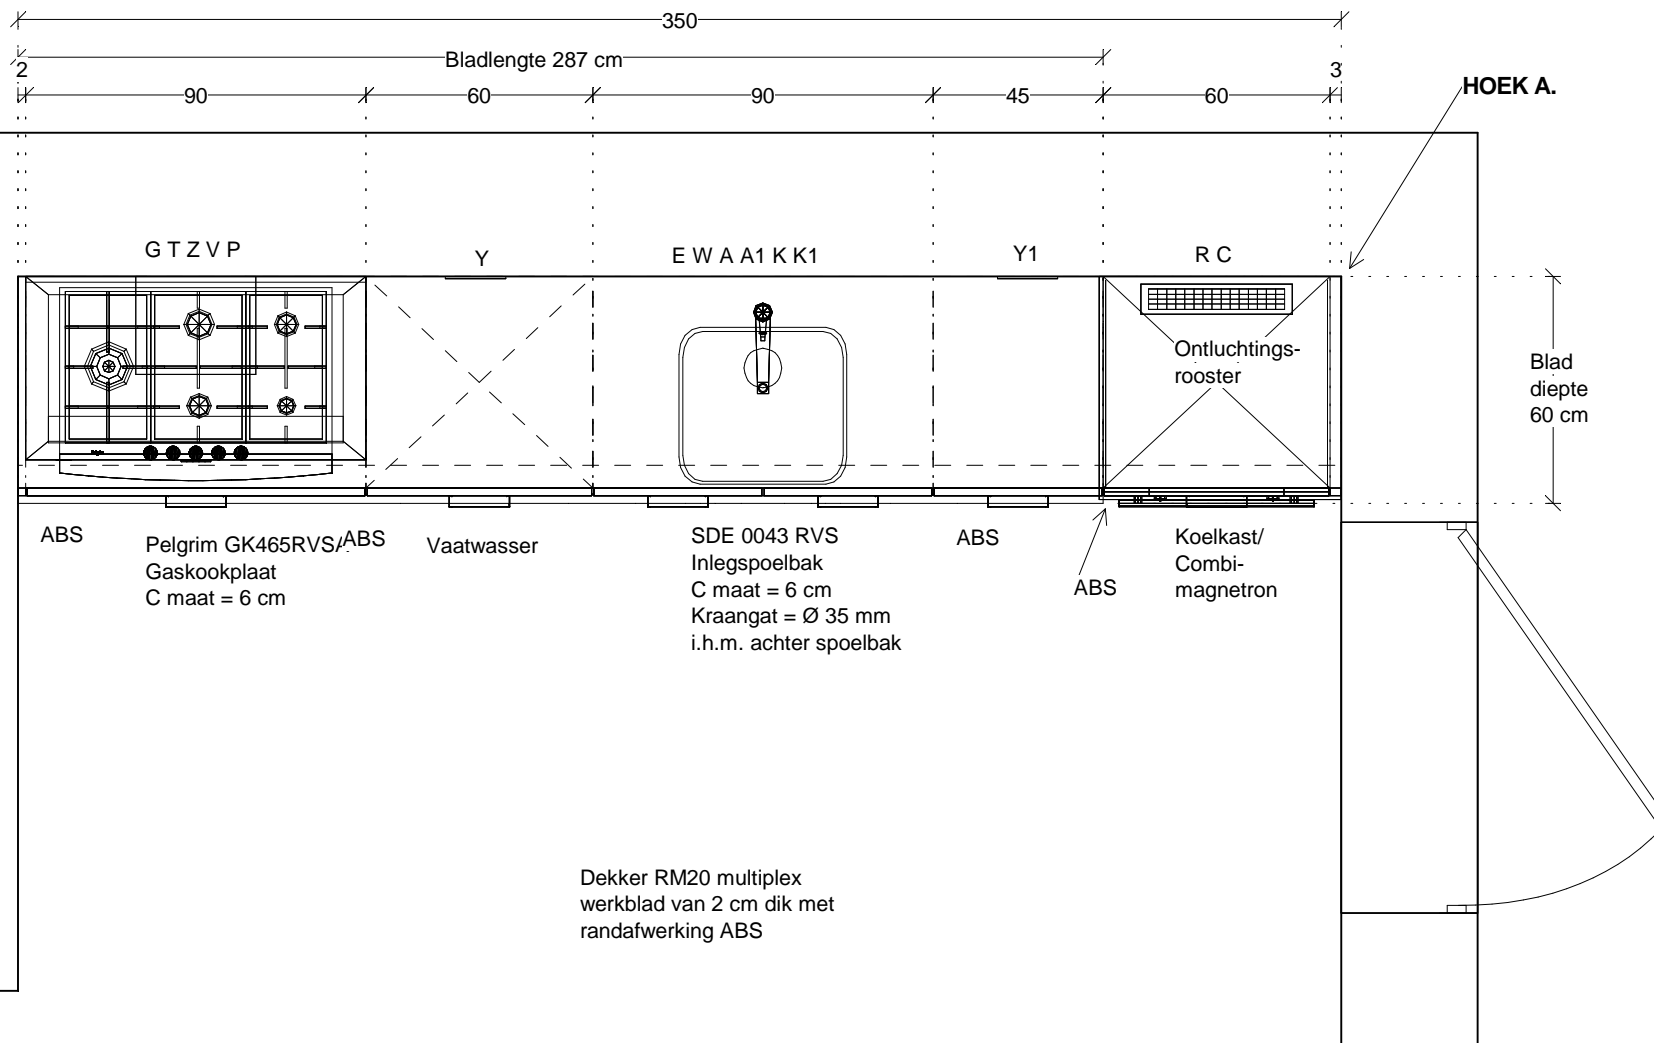 350
Bladlengte 287 cm
2
3
90
60
90
45
60
HOEK A.
G T Z V P
Y
E W A A1 K K1
Y1
R C
Ontluchtings-
rooster
Blad
diepte
60 cm
ABS
Pelgrim GK465RVSA
Gaskookplaat
C maat = 6 cm
ABS
Vaatwasser
SDE 0043 RVS
Inlegspoelbak
C maat = 6 cm
Kraangat = Ø 35 mm
i.h.m. achter spoelbak
ABS
ABS
Koelkast/
Combi-
magnetron
Dekker RM20 multiplex
werkblad van 2 cm dik met
randafwerking ABS